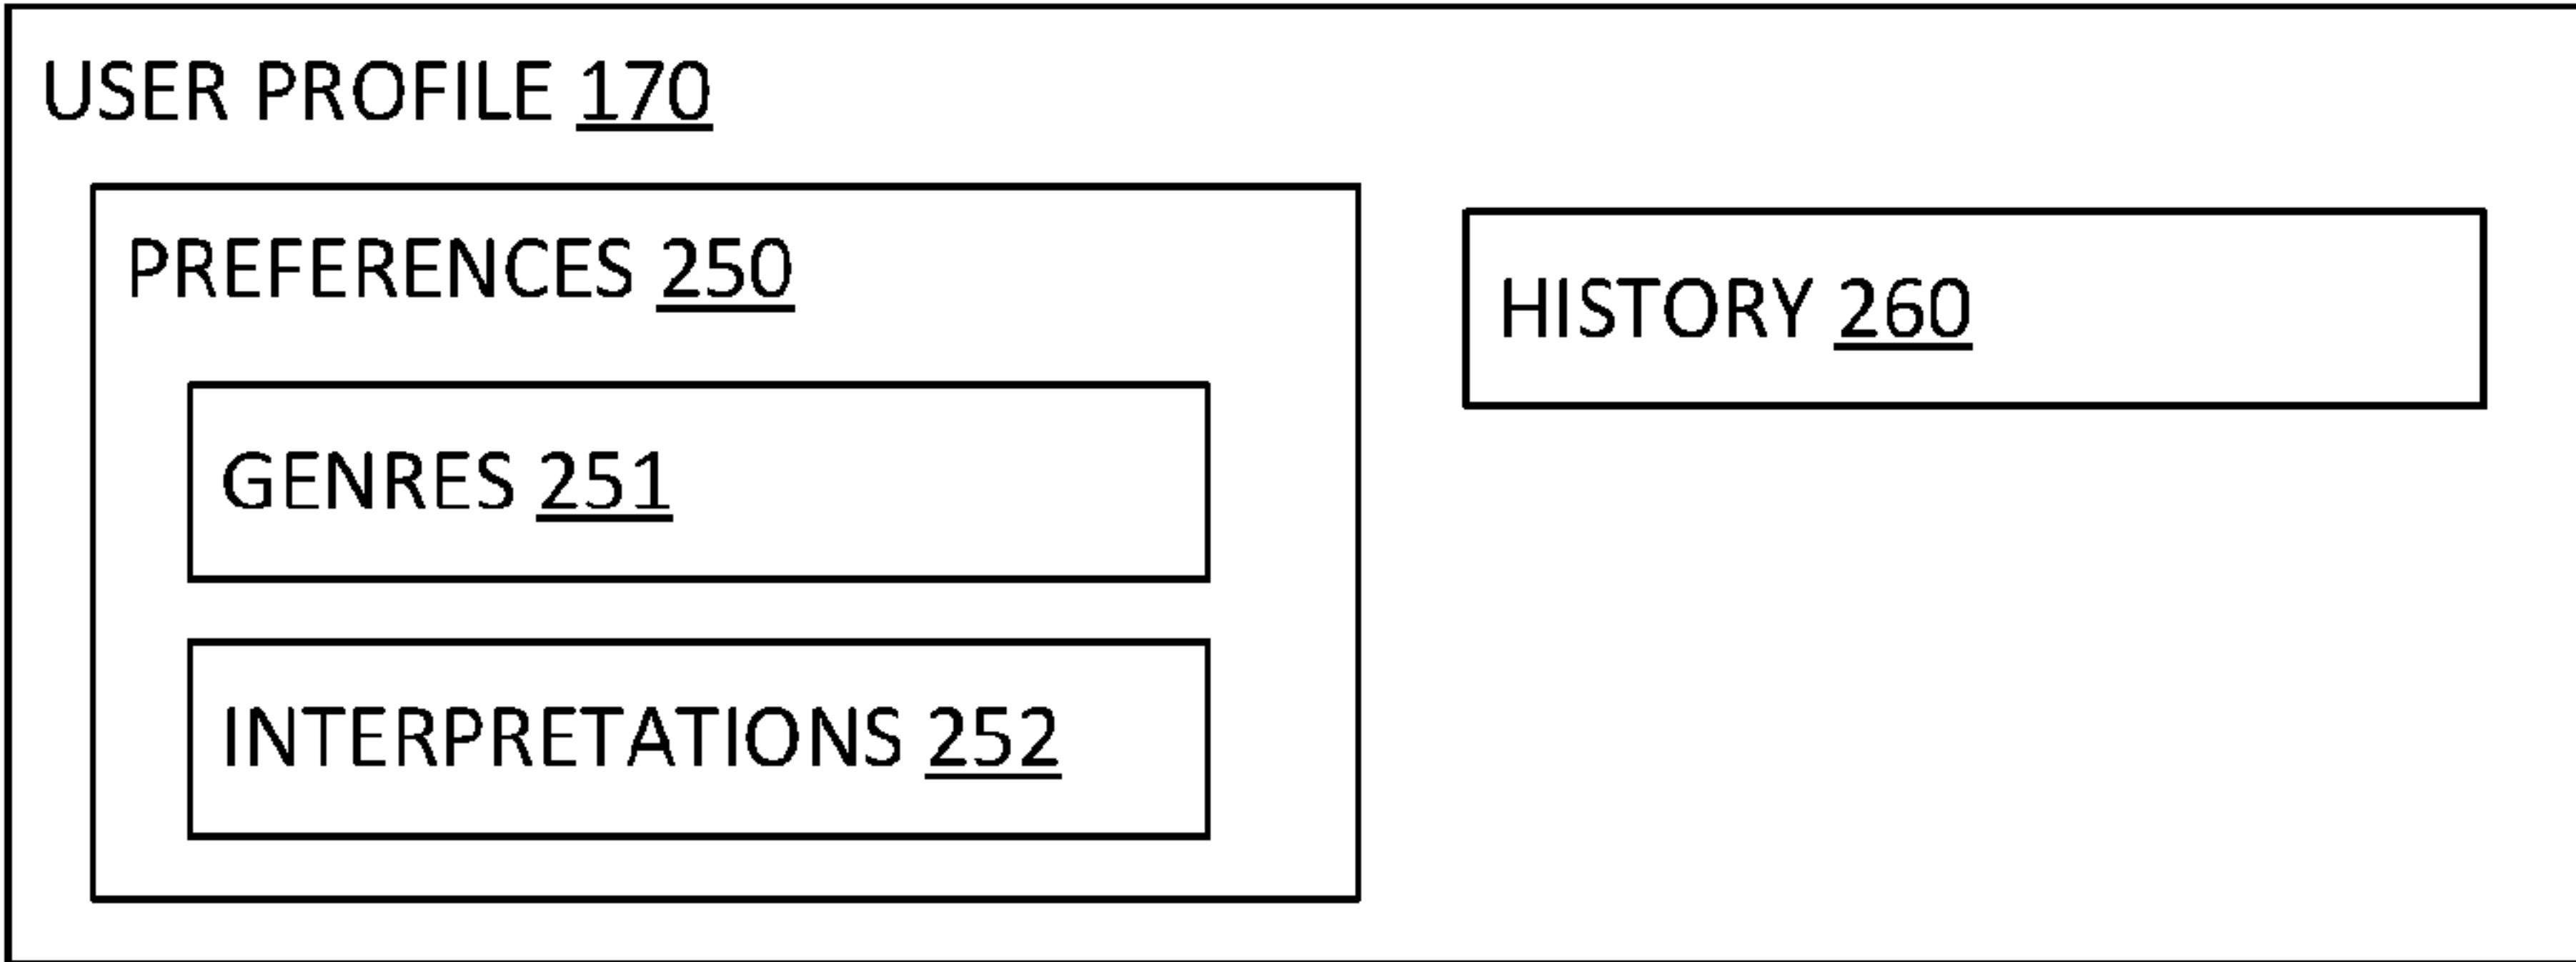 USER PROFILE 170
PREFERENCES 250
GENRES 251
INTERPRETATIONS 252
HISTORY 260